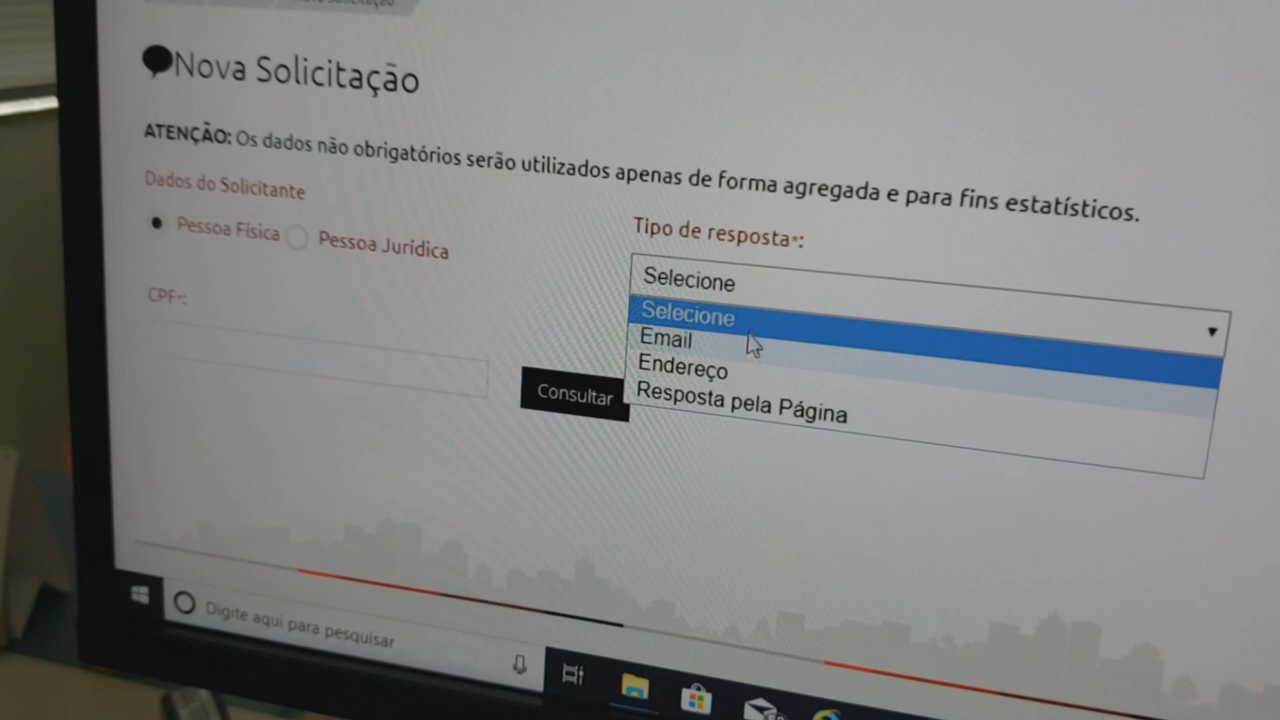 Nova Solicitação
ATENÇÃO: Os dados não obrigatórios serão utilizados apenas de forma agregada e para fins estatísticos.
Dados do Solicitante
Pessoa Física
Pessoa Jurídica
CPF*:
Consultar
Tipo de resposta*:
Selecione
Selecione
Email
Endereço
Resposta pela Página
Digite aqui para pesquisar